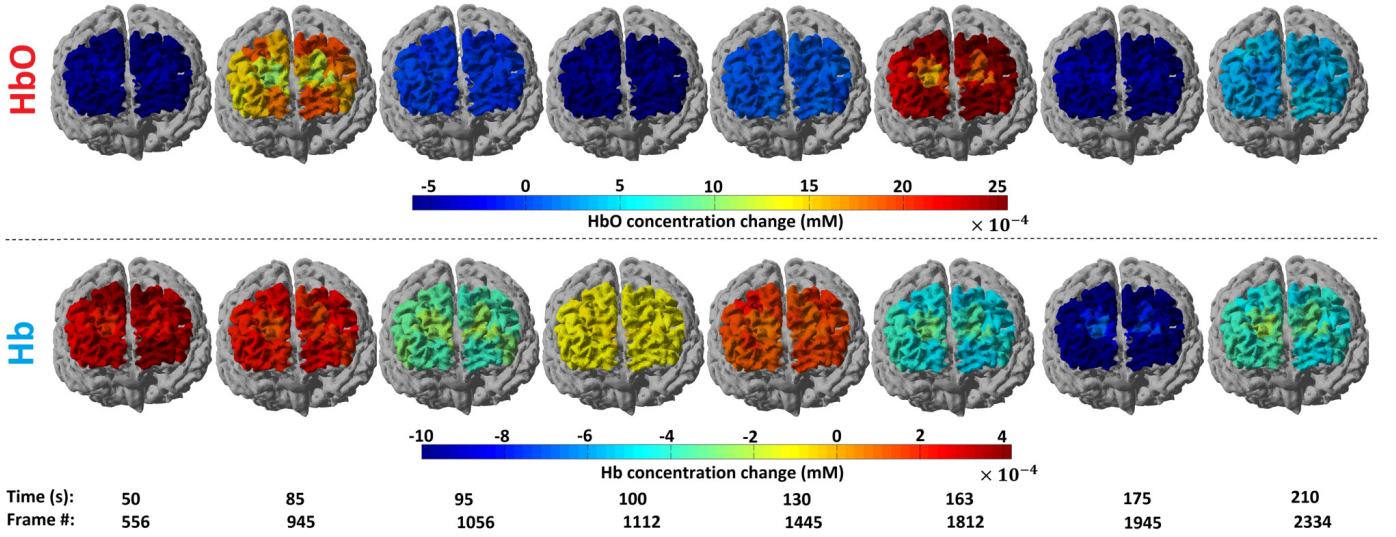 HbO
-5 0 5 10 15 20 25
HbO concentration change (mM) × 10⁻⁴
Hb
-10 -8 -6 -4 -2 0 2 4
Hb concentration change (mM) × 10⁻⁴
Time (s): 50 85 95 100 130 163 175 210
Frame #: 556 945 1056 1112 1445 1812 1945 2334